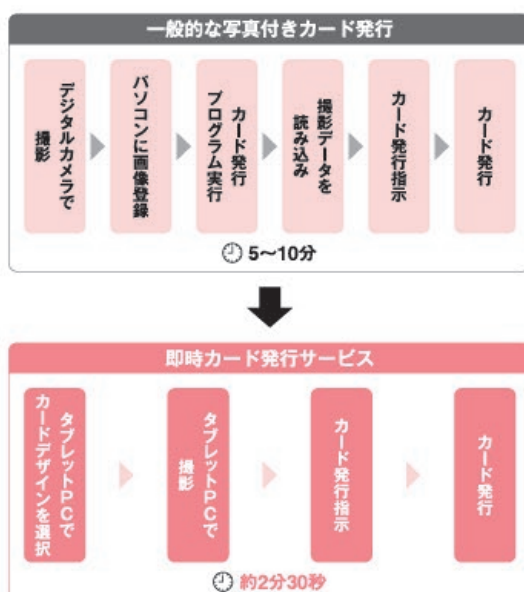 一般的な写真付きカード発行
デジタルカメラで
撮影
パソコンに画像登録
カード発行
プログラム実行
撮影データを
読み込み
カード発行指示
カード発行
5〜10分
即時カード発行サービス
タブレットPCで
カードデザインを選択
タブレットPCで
撮影
カード発行指示
カード発行
約2分30秒